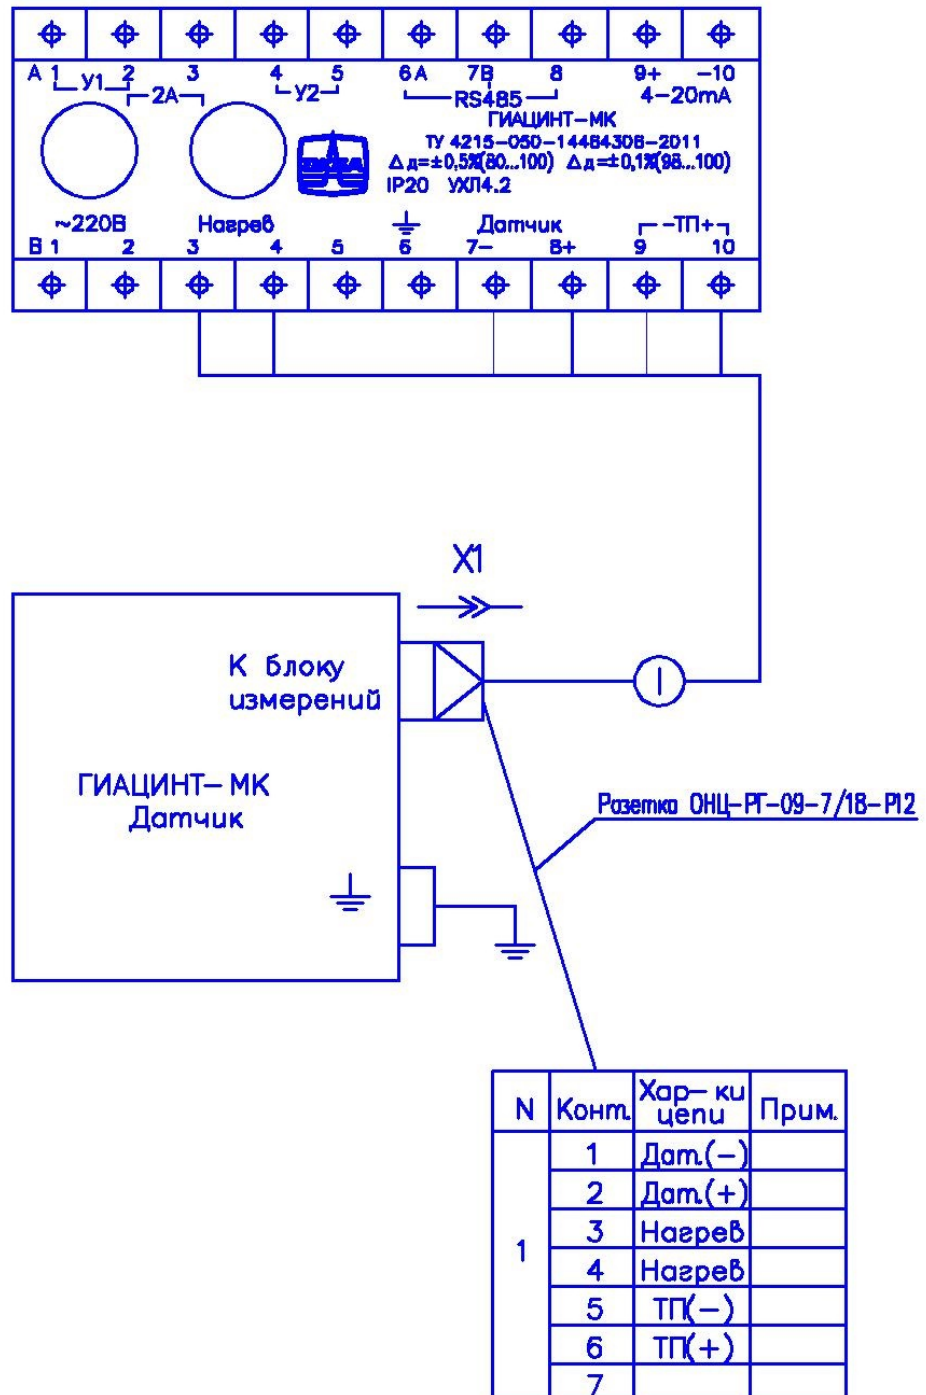 A 1 2 3 4 5 6A 7B 8 9+ -10
У1 2А У2 RS485 4-20mA
ГИАЦИНТ-МК
ТУ 4215-050-14464306-2011
Δд=±0,5%(80...100) Δд=±0,1%(98...100)
IP20 УХЛ4.2
~220В Нагрев Датчик -ТП+
В 1 2 3 4 5 6 7- 8+ 9 10
X1
К блоку
измерений
I
ГИАЦИНТ-МК
Датчик
Розетка ОНЦ-РГ-09-7/18-Р12
N Конт. Хар-ки цепи Прим.
1
1 Дат.(-)
2 Дат.(+)
3 Нагрев
4 Нагрев
5 ТП(-)
6 ТП(+)
7